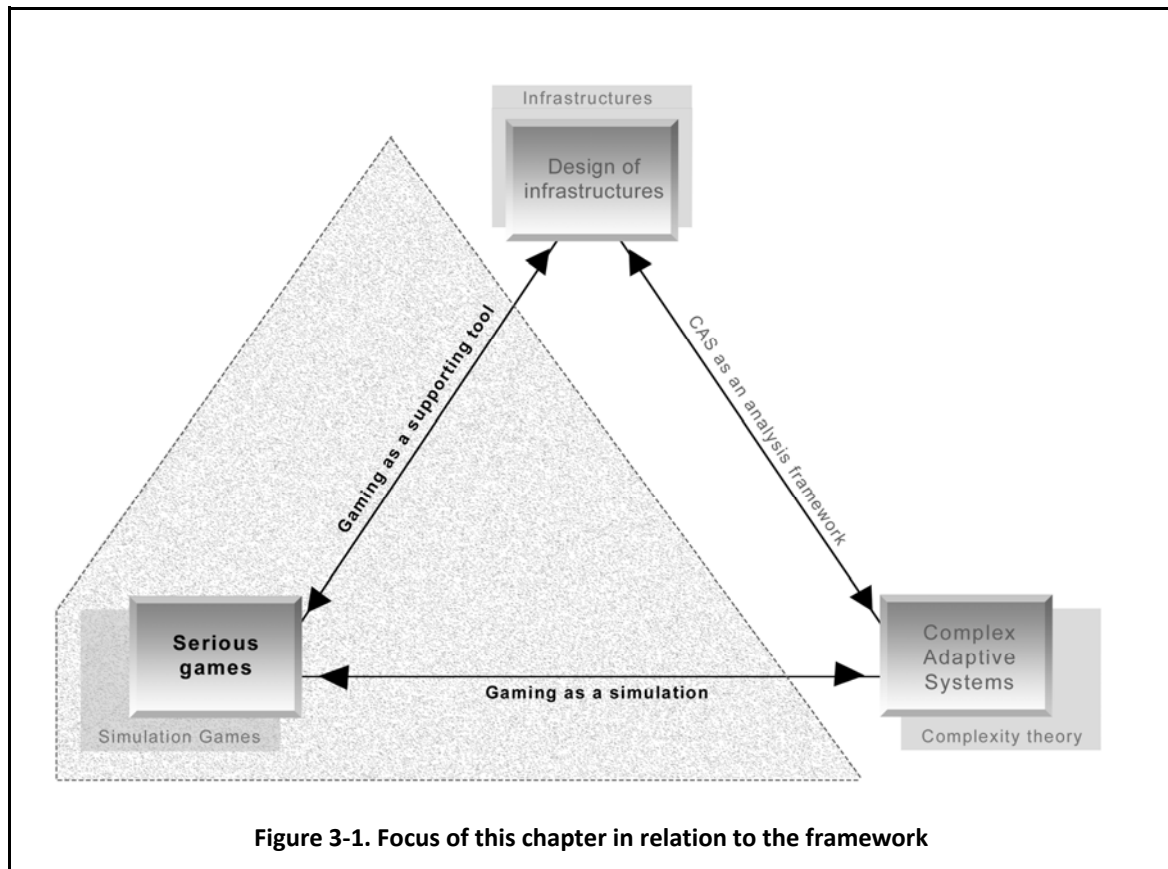 Infrastructures
Design of
infrastructures
Gaming as a supporting tool
CAS as an analysis framework
Serious
games
Simulation Games
Gaming as a simulation
Complex
Adaptive
Systems
Complexity theory
Figure 3-1. Focus of this chapter in relation to the framework